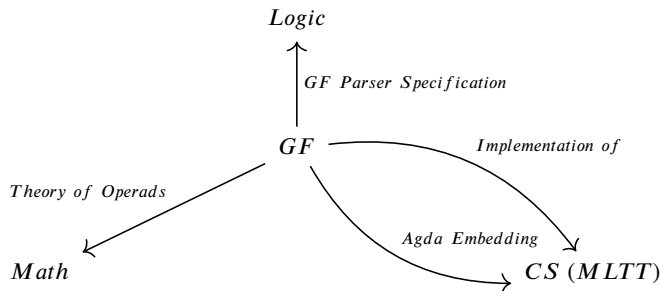 Logic
GF Parser Specification
GF
Implementation of
Theory of Operads
Agda Embedding
Math
CS (MLTT)